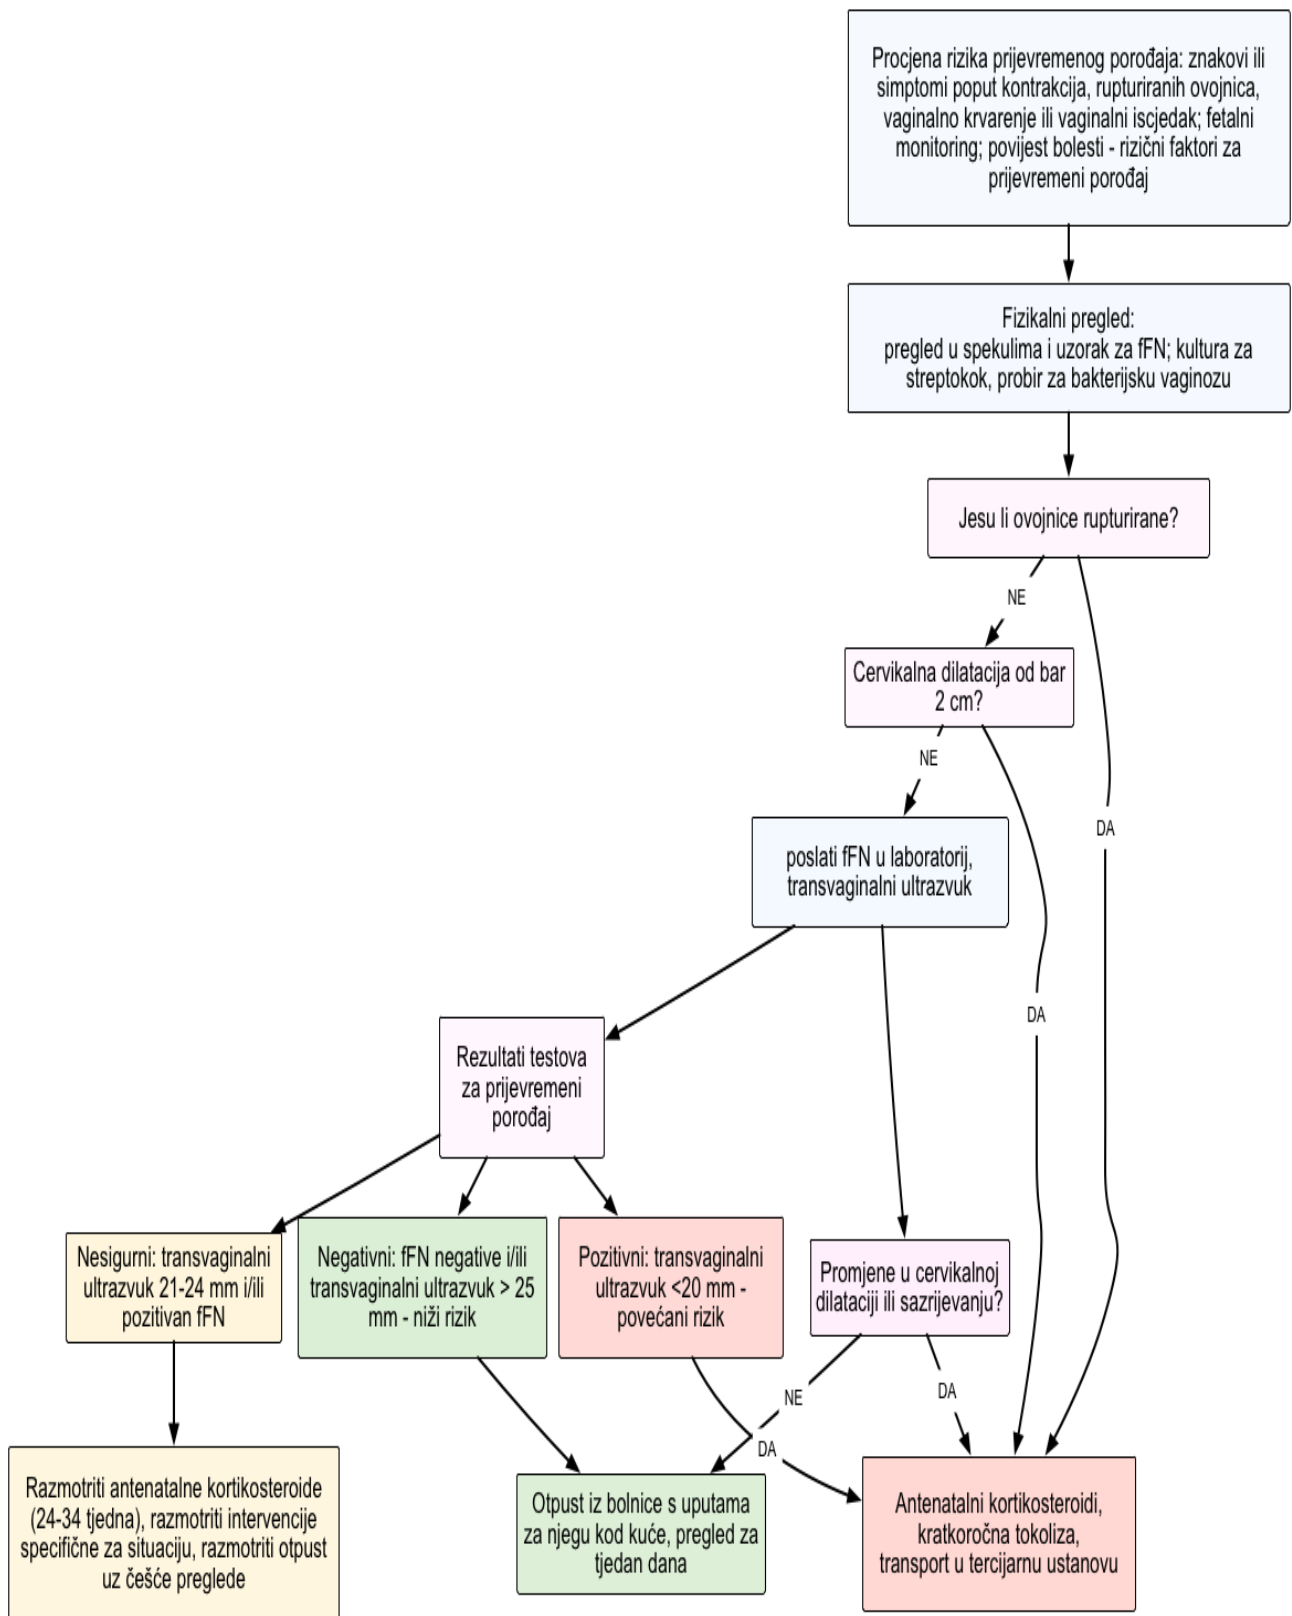 Procjena rizika prijevremenog porođaja: znakovi ili
simptomi poput kontrakcija, rupturiranih ovojnica,
vaginalno krvarenje ili vaginalni iscjedak; fetalni
monitoring; povijest bolesti - rizični faktori za
prijevremeni porođaj
Fizikalni pregled:
pregled u spekulima i uzorak za fFN; kultura za
streptokok, probir za bakterijsku vaginozu
Jesu li ovojnice rupturirane?
NE
Cervikalna dilatacija od bar
2 cm?
NE
DA
poslati fFN u laboratorij,
transvaginalni ultrazvuk
DA
Rezultati testova
za prijevremeni
porođaj
Nesigurni: transvaginalni
ultrazvuk 21-24 mm i/ili
pozitivan fFN
Negativni: fFN negative i/ili
transvaginalni ultrazvuk > 25
mm - niži rizik
Pozitivni: transvaginalni
ultrazvuk <20 mm -
povećani rizik
Promjene u cervikalnoj
dilataciji ili sazrijevanju?
NE
DA
DA
Razmotriti antenatalne kortikosteroide
(24-34 tjedna), razmotriti intervencije
specifične za situaciju, razmotriti otpust
uz češće preglede
Otpust iz bolnice s uputama
za njegu kod kuće, pregled za
tjedan dana
Antenatalni kortikosteroidi,
kratkoročna tokoliza,
transport u tercijarnu ustanovu